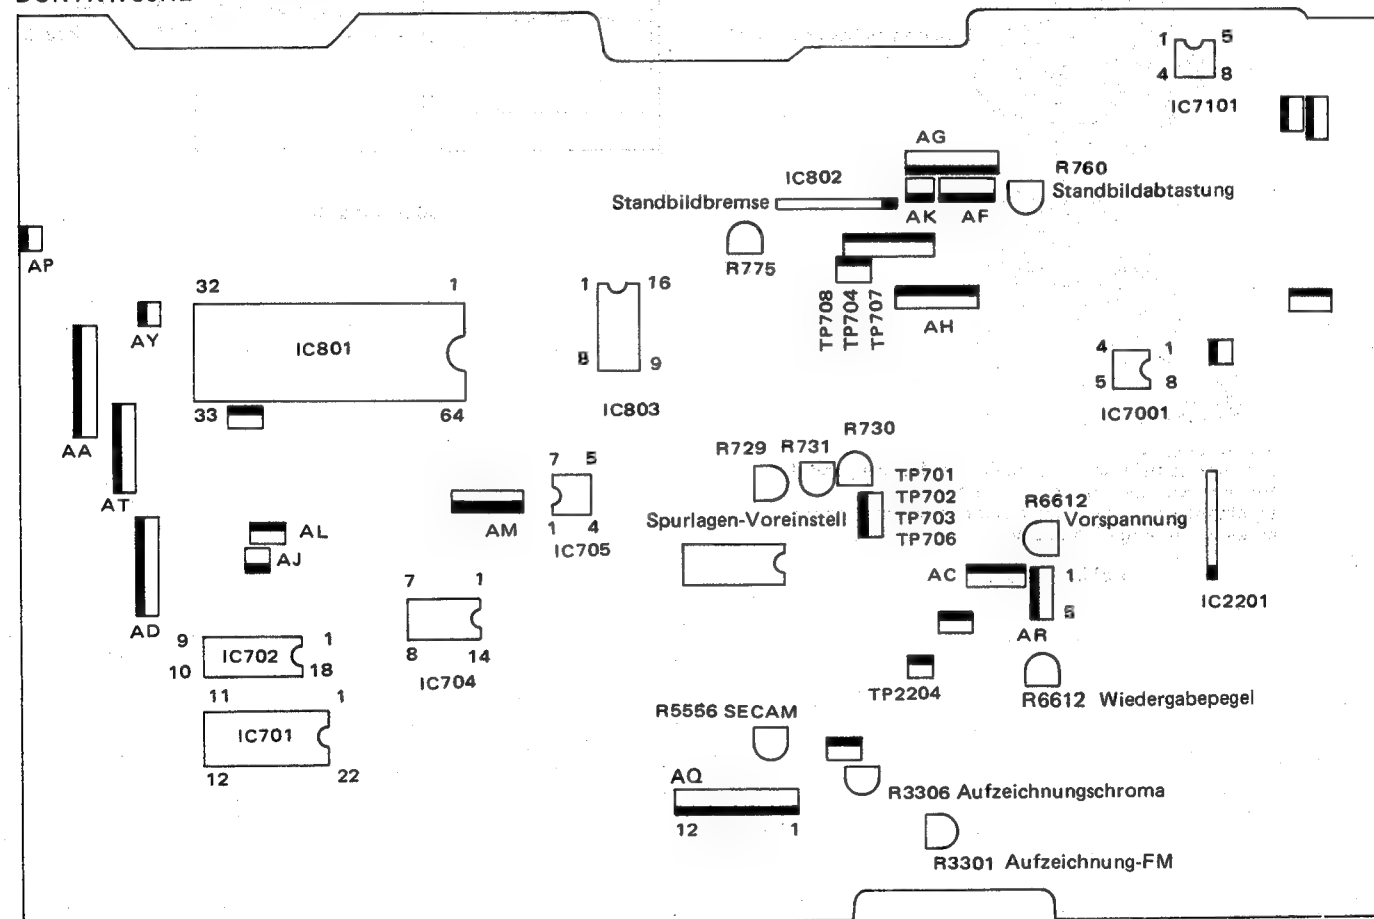 1 5
4 8
IC7101
AG
IC802
R760
Standbildbremse
Standbildabtastung
AK AF
AP
R775
32 1
1 16
TP708
TP704
TP707
AH
AY
IC801
8 9
4 1
5 8
IC803
IC7001
33 64
AA
R730
R729 R731
7 5
TP701
TP702
TP703
TP706
AT
R6612
Vorspannung
Spurlagen-Voreinstell
AL
AM
1 4
IC705
AJ
AC
1
7 1
IC2201
AD
AR
9 1
IC702
10 18
8 14
IC704
TP2204
R6612 Wiedergabepegel
11 1
R5556 SECAM
IC701
12 22
AQ
R3306 Aufzeichnungschroma
12 1
R3301 Aufzeichnung-FM